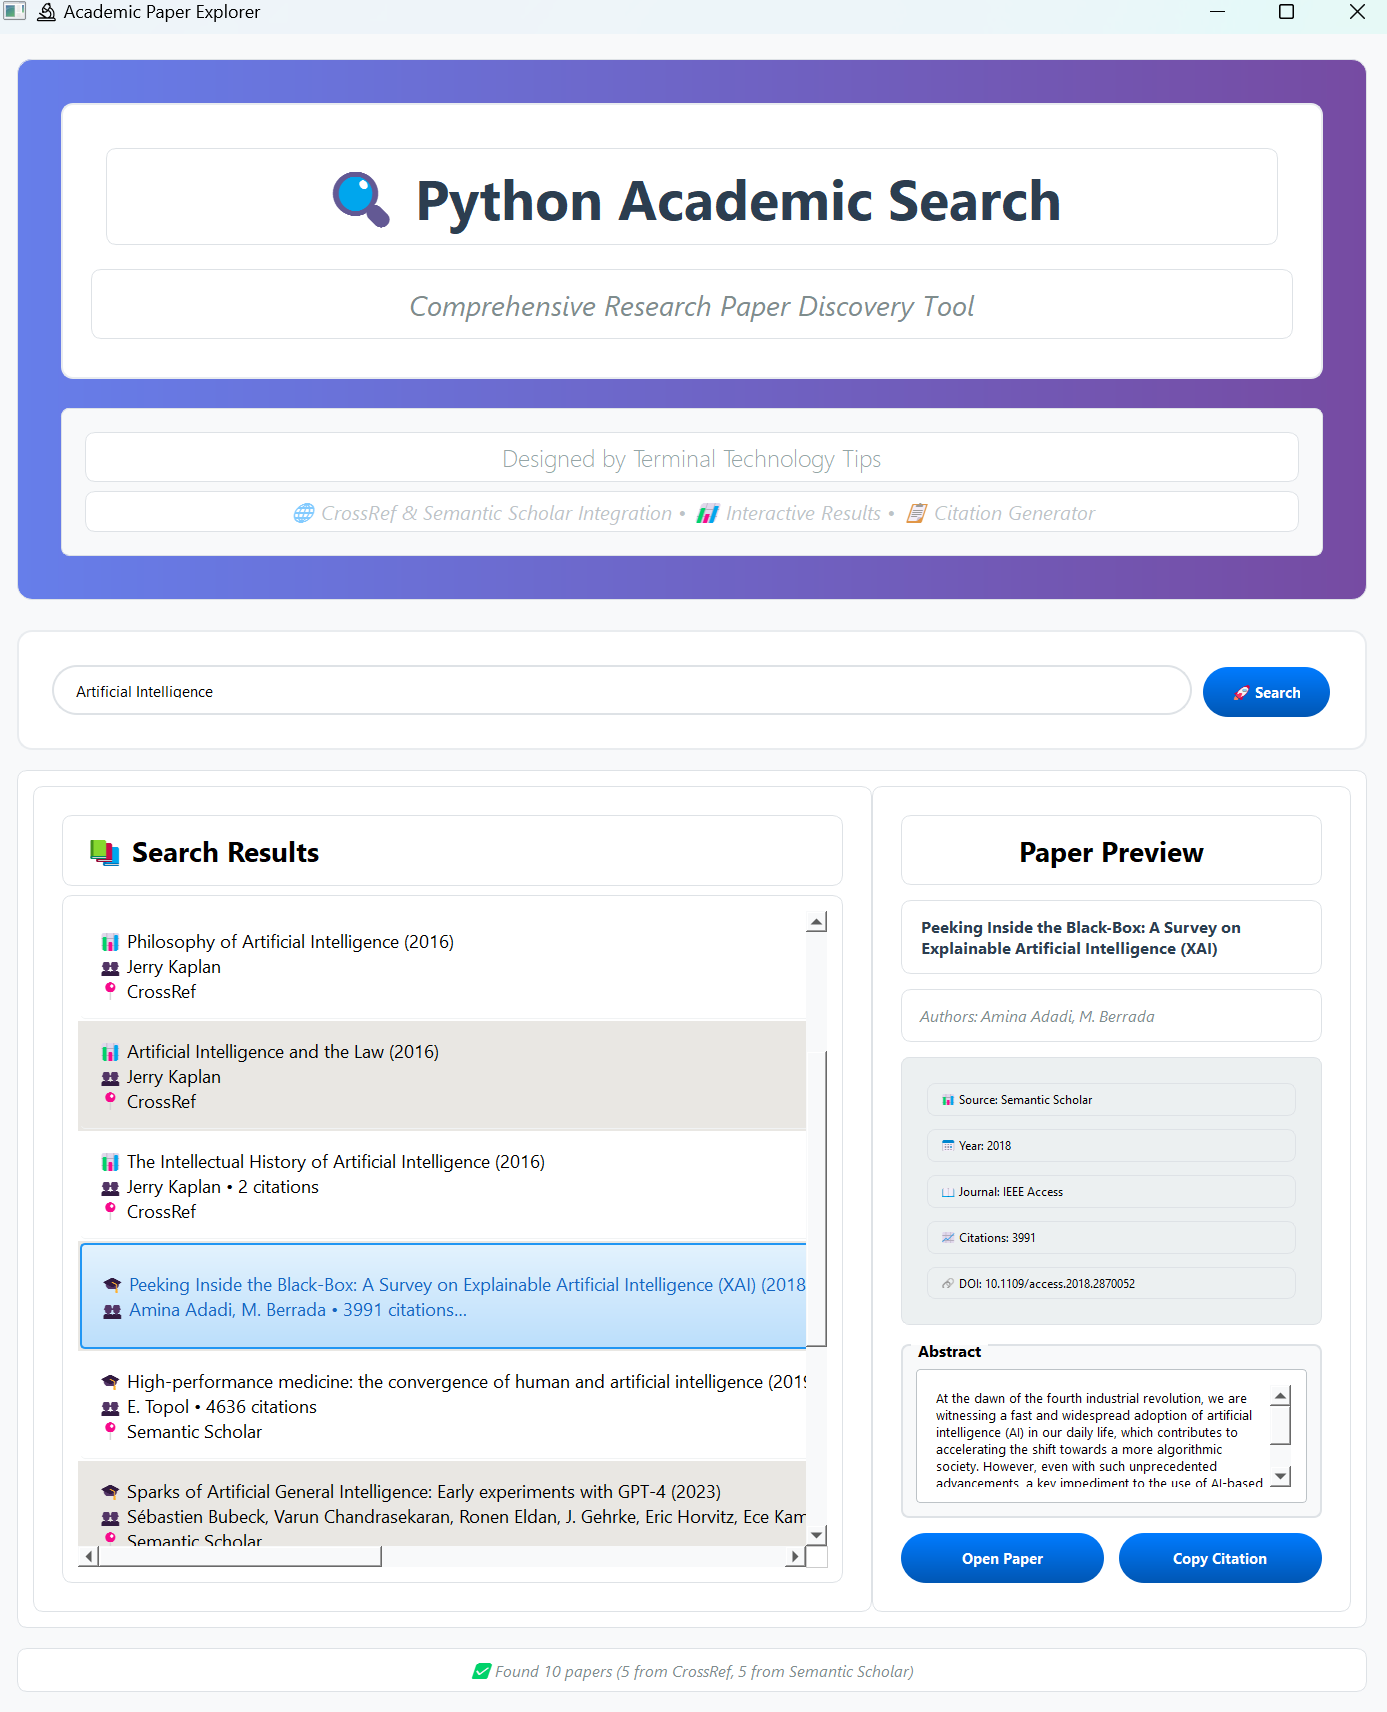 Academic Paper Explorer
Python Academic Search
Comprehensive Research Paper Discovery Tool
Designed by Terminal Technology Tips
CrossRef & Semantic Scholar Integration • Interactive Results • Citation Generator
Artificial Intelligence
Search
Search Results
Philosophy of Artificial Intelligence (2016)
Jerry Kaplan
CrossRef
Artificial Intelligence and the Law (2016)
Jerry Kaplan
CrossRef
The Intellectual History of Artificial Intelligence (2016)
Jerry Kaplan • 2 citations
CrossRef
Peeking Inside the Black-Box: A Survey on Explainable Artificial Intelligence (XAI) (2018
Amina Adadi, M. Berrada • 3991 citations...
High-performance medicine: the convergence of human and artificial intelligence (2019
E. Topol • 4636 citations
Semantic Scholar
Sparks of Artificial General Intelligence: Early experiments with GPT-4 (2023)
Sébastien Bubeck, Varun Chandrasekaran, Ronen Eldan, J. Gehrke, Eric Horvitz, Ece Kam
Semantic Scholar
Paper Preview
Peeking Inside the Black-Box: A Survey on
Explainable Artificial Intelligence (XAI)
Authors: Amina Adadi, M. Berrada
Source: Semantic Scholar
Year: 2018
Journal: IEEE Access
Citations: 3991
DOI: 10.1109/access.2018.2870052
Abstract
At the dawn of the fourth industrial revolution, we are
witnessing a fast and widespread adoption of artificial
intelligence (AI) in our daily life, which contributes to
accelerating the shift towards a more algorithmic
society. However, even with such unprecedented
advancements, a key impediment to the use of AI-based
Open Paper
Copy Citation
Found 10 papers (5 from CrossRef, 5 from Semantic Scholar)